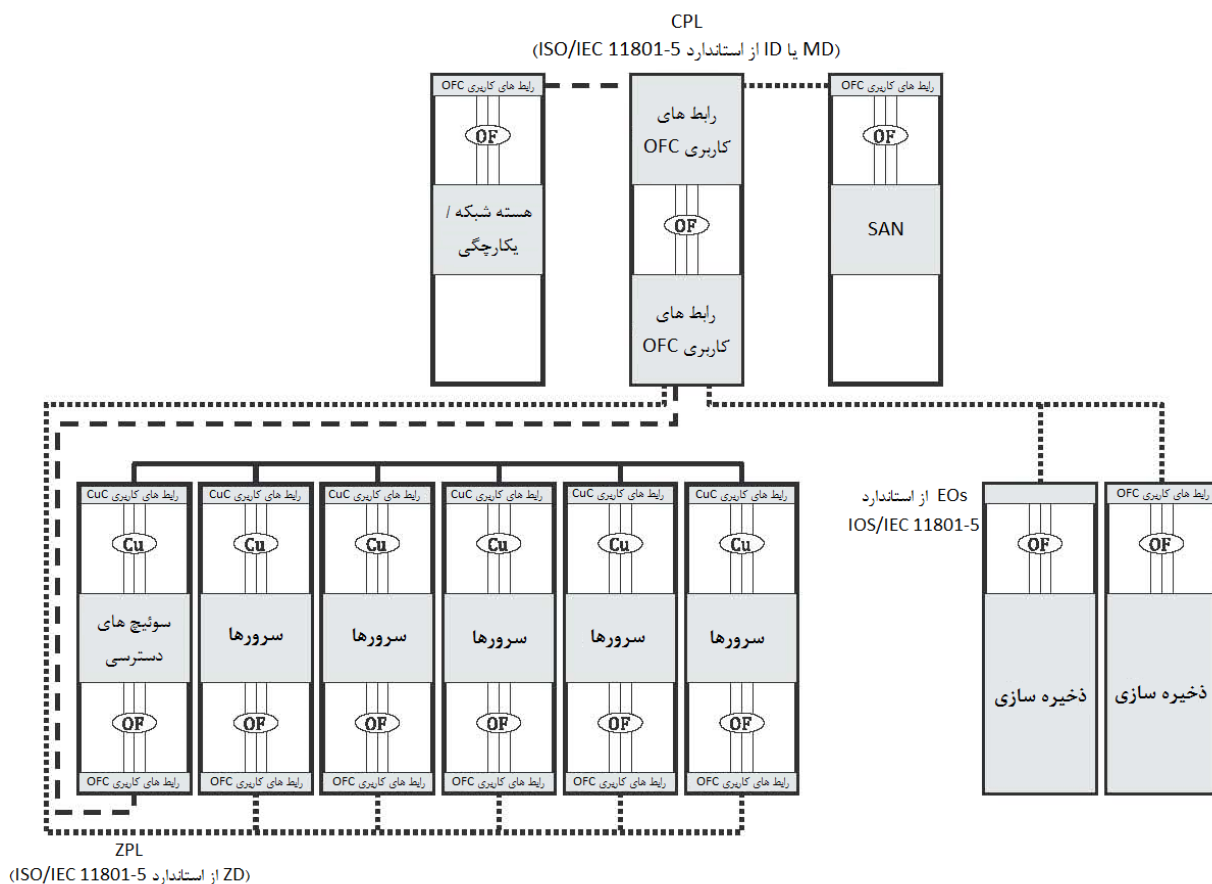 CPL
(MD یا ID از استاندارد ISO/IEC 11801-5)
رابط های کاربری OFC
OF
هسته شبکه /
یکارچگی
رابط های
کاربری OFC
OF
رابط های
کاربری OFC
رابط های کاربری OFC
OF
SAN
رابط های کاربری CuC
Cu
سوئیچ های
دسترسی
OF
رابط های کاربری OFC
رابط های کاربری CuC
Cu
سرورها
OF
رابط های کاربری OFC
رابط های کاربری CuC
Cu
سرورها
OF
رابط های کاربری OFC
رابط های کاربری CuC
Cu
سرورها
OF
رابط های کاربری OFC
رابط های کاربری CuC
Cu
سرورها
OF
رابط های کاربری OFC
رابط های کاربری CuC
Cu
سرورها
OF
رابط های کاربری OFC
EOs از استاندارد
IOS/IEC 11801-5
OF
ذخیره سازی
رابط های کاربری OFC
OF
ذخیره سازی
ZPL
(ZD از استاندارد ISO/IEC 11801-5)